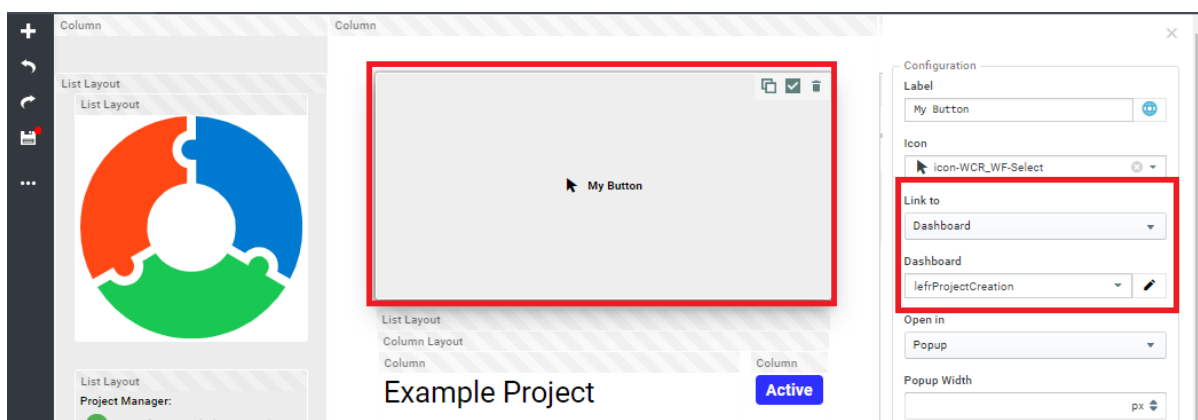 Column
List Layout
List Layout
List Layout
Project Manager:
Column
My Button
List Layout
Column Layout
Column
Column
Example Project
Active
Configuration
Label
My Button
Icon
icon-WCR_WF-Select
Link to
Dashboard
Dashboard
lefrProjectCreation
Open in
Popup
Popup Width
px